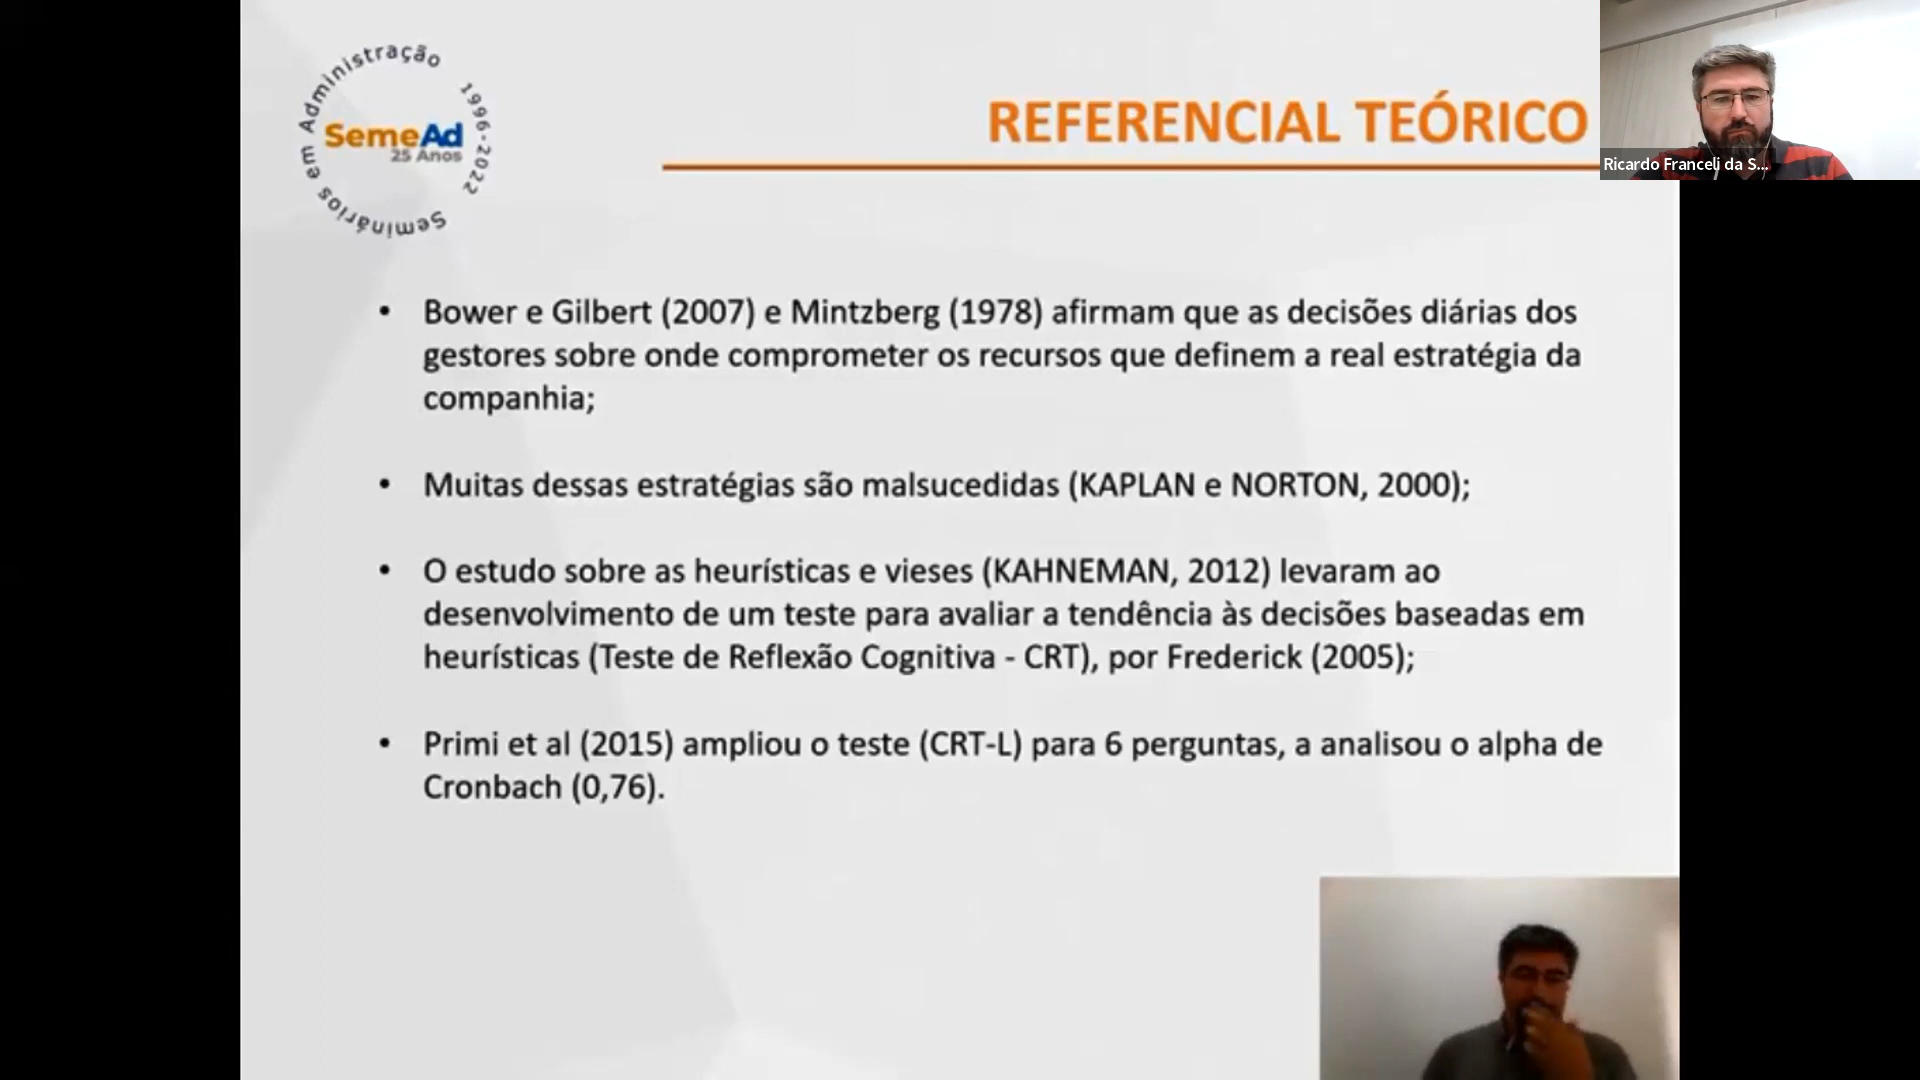 Seminários em Administração 1996-2022
SemeAd
25 Anos
REFERENCIAL TEÓRICO
Ricardo Franceli da S...
• Bower e Gilbert (2007) e Mintzberg (1978) afirmam que as decisões diárias dos
gestores sobre onde comprometer os recursos que definem a real estratégia da
companhia;
• Muitas dessas estratégias são malsucedidas (KAPLAN e NORTON, 2000);
• O estudo sobre as heurísticas e vieses (KAHNEMAN, 2012) levaram ao
desenvolvimento de um teste para avaliar a tendência às decisões baseadas em
heurísticas (Teste de Reflexão Cognitiva - CRT), por Frederick (2005);
• Primi et al (2015) ampliou o teste (CRT-L) para 6 perguntas, a analisou o alpha de
Cronbach (0,76).